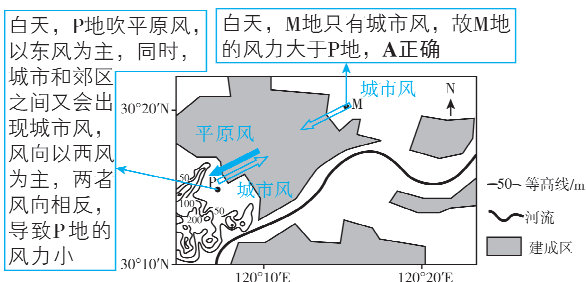 白天，P地吹平原风，
以东风为主，同时，
城市和郊区
之间又会出
现城市风，
风向以西风
为主，两者
风向相反，
导致P地的
风力小
白天，M地只有城市风，故M地
的风力大于P地，A正确
城市风
M
N
30°20′N
平原风
P
城市风
50
100
200
50
30°10′N
120°10′E
120°20′E
—50— 等高线/m
河流
建成区